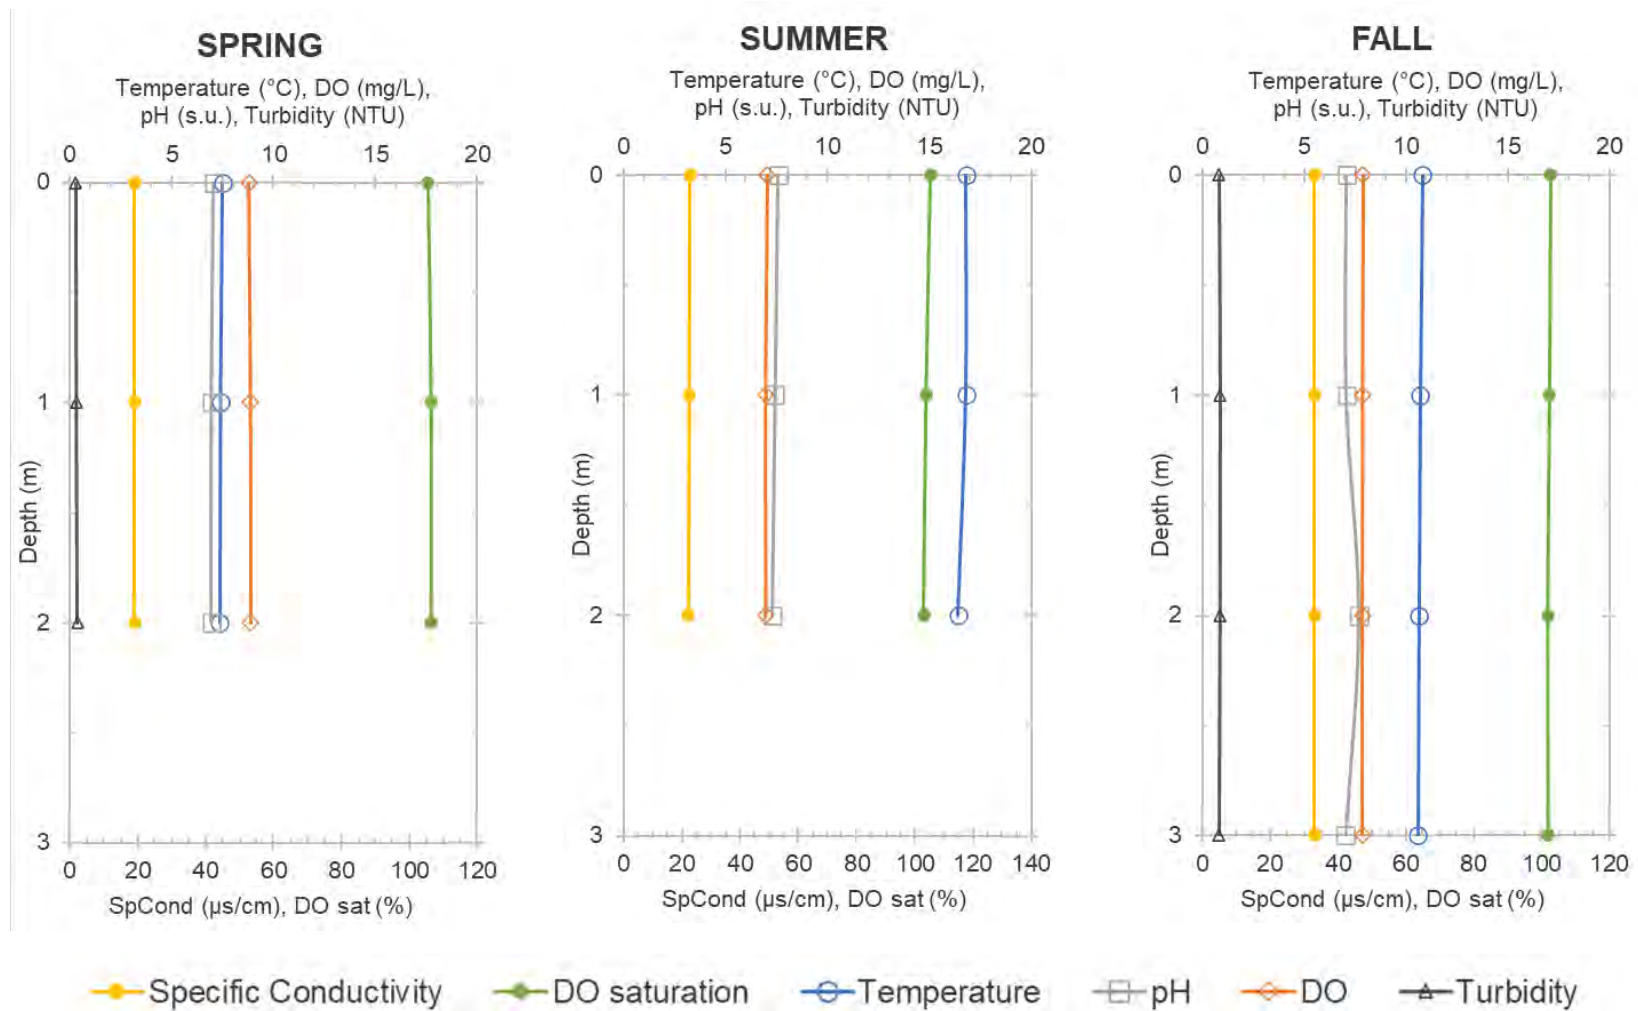 SPRING
Temperature (°C), DO (mg/L),
pH (s.u.), Turbidity (NTU)
0 5 10 15 20
0
1
2
3
Depth (m)
0 20 40 60 80 100 120
SpCond (µs/cm), DO sat (%)
SUMMER
Temperature (°C), DO (mg/L),
pH (s.u.), Turbidity (NTU)
0 5 10 15 20
0
1
2
3
Depth (m)
0 20 40 60 80 100 120 140
SpCond (µs/cm), DO sat (%)
FALL
Temperature (°C), DO (mg/L),
pH (s.u.), Turbidity (NTU)
0 5 10 15 20
0
1
2
3
Depth (m)
0 20 40 60 80 100 120
SpCond (µs/cm), DO sat (%)
Specific Conductivity DO saturation Temperature pH DO Turbidity